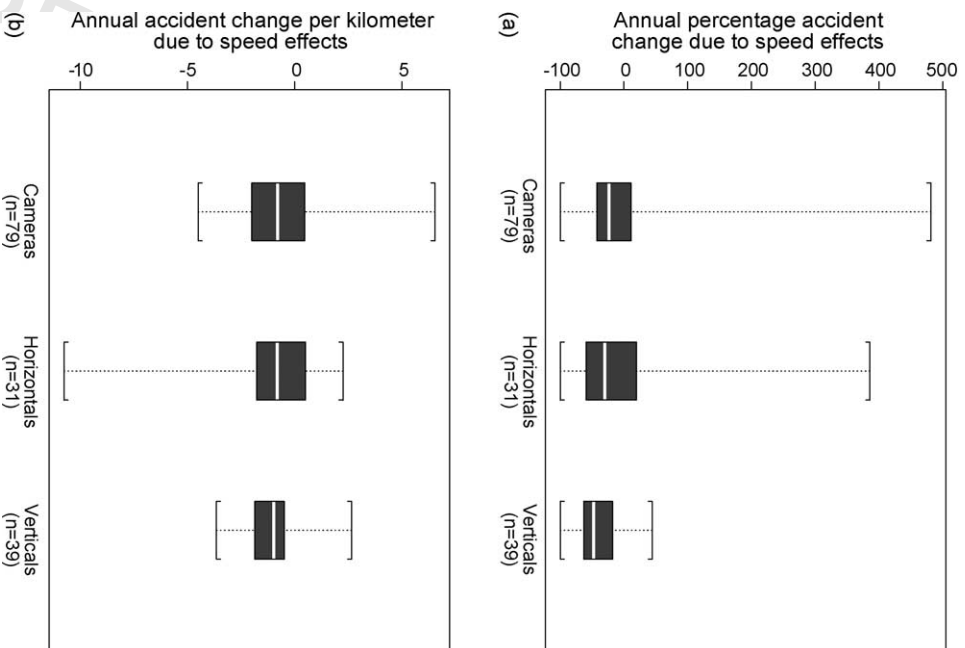 (b)
Annual accident change per kilometer
due to speed effects
-10 -5 0 5
Cameras
(n=79)
Horizontals
(n=31)
Verticals
(n=39)
(a)
Annual percentage accident
change due to speed effects
-100 0 100 200 300 400 500
Cameras
(n=79)
Horizontals
(n=31)
Verticals
(n=39)